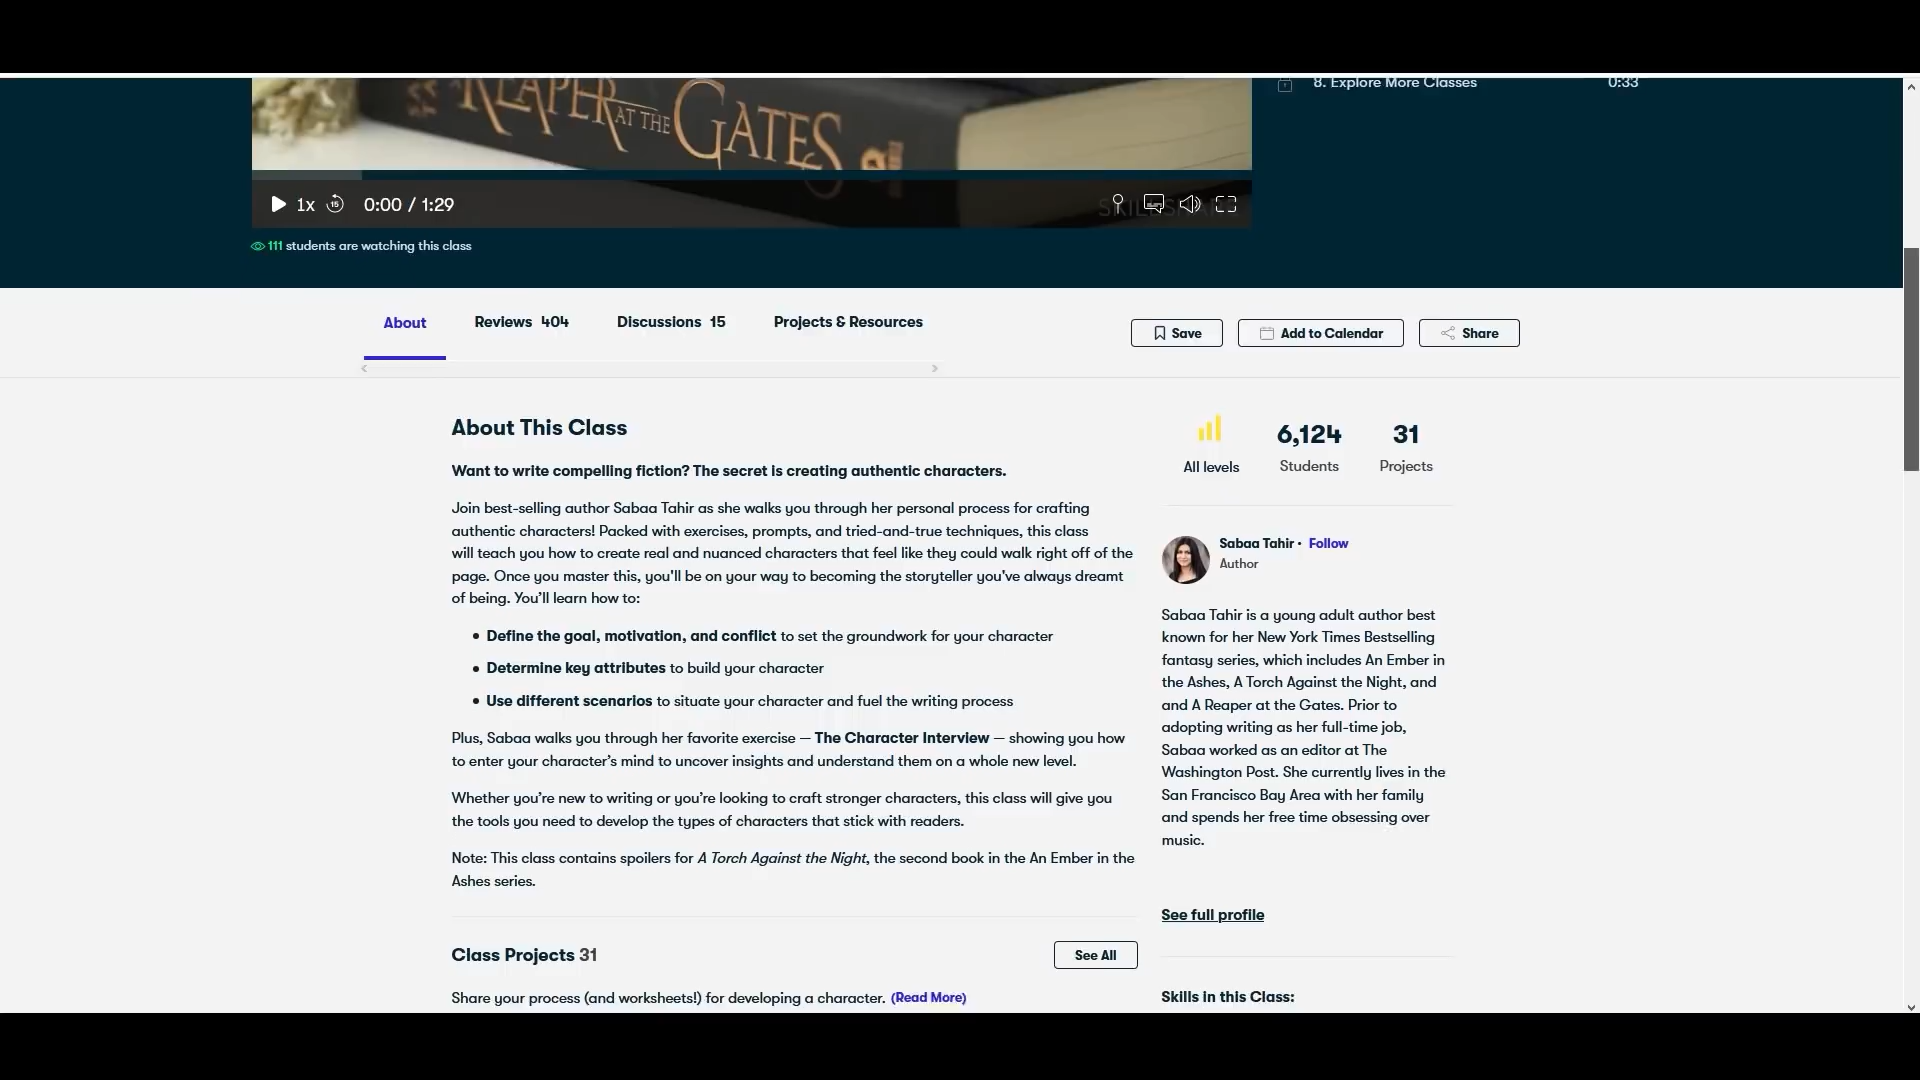 REAPER AT THE GATES
8. Explore More Classes 0:33
1x 15 0:00 / 1:29
111 students are watching this class
About Reviews 404 Discussions 15 Projects & Resources
Save Add to Calendar Share
About This Class
Want to write compelling fiction? The secret is creating authentic characters.
Join best-selling author Sabaa Tahir as she walks you through her personal process for crafting
authentic characters! Packed with exercises, prompts, and tried-and-true techniques, this class
will teach you how to create real and nuanced characters that feel like they could walk right off of the
page. Once you master this, you'll be on your way to becoming the storyteller you've always dreamt
of being. You’ll learn how to:
Define the goal, motivation, and conflict to set the groundwork for your character
Determine key attributes to build your character
Use different scenarios to situate your character and fuel the writing process
Plus, Sabaa walks you through her favorite exercise — The Character Interview — showing you how
to enter your character’s mind to uncover insights and understand them on a whole new level.
Whether you’re new to writing or you’re looking to craft stronger characters, this class will give you
the tools you need to develop the types of characters that stick with readers.
Note: This class contains spoilers for A Torch Against the Night, the second book in the An Ember in the
Ashes series.
Class Projects 31 See All
Share your process (and worksheets!) for developing a character. (Read More)
All levels
6,124
Students
31
Projects
Sabaa Tahir • Follow
Author
Sabaa Tahir is a young adult author best
known for her New York Times Bestselling
fantasy series, which includes An Ember in
the Ashes, A Torch Against the Night, and
and A Reaper at the Gates. Prior to
adopting writing as her full-time job,
Sabaa worked as an editor at The
Washington Post. She currently lives in the
San Francisco Bay Area with her family
and spends her free time obsessing over
music.
See full profile
Skills in this Class: